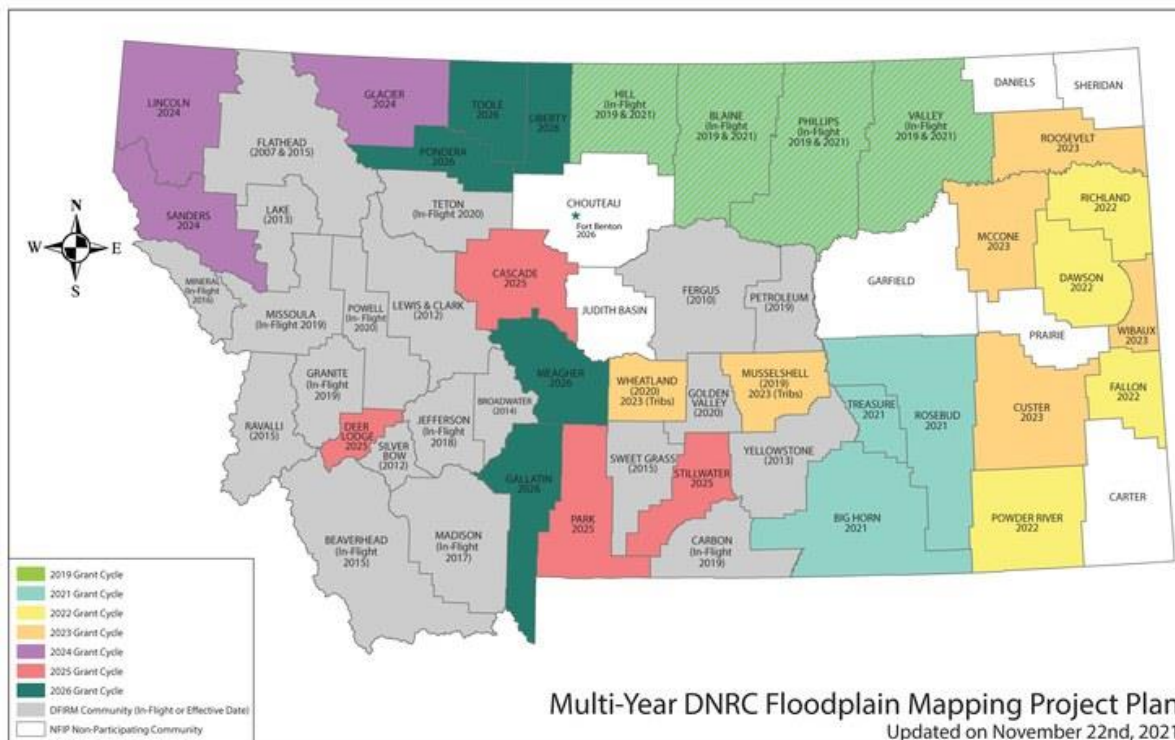 LINCOLN
2024
FLATHEAD
(2007 & 2015)
GLACIER
2024
TOOLE
2026
LIBERTY
2026
PONDERA
2026
HILL
(In-Flight
2019 & 2021)
BLAINE
(In-Flight
2019 & 2021)
PHILLIPS
(In-Flight
2019 & 2021)
VALLEY
(In-Flight
2019 & 2021)
DANIELS
SHERIDAN
ROOSEVELT
2023
SANDERS
2024
LAKE
(2013)
TETON
(In-Flight 2020)
CHOUTEAU
Fort Benton
2026
MCCONE
2023
RICHLAND
2022
DAWSON
2022
WIBAUX
2023
N
W
E
S
MINERAL
(In-Flight
2016)
MISSOULA
(In-Flight 2019)
POWELL
(In-Flight
2020)
LEWIS & CLARK
(2012)
CASCADE
2025
JUDITH BASIN
FERGUS
(2010)
PETROLEUM
(2019)
GARFIELD
PRAIRIE
RAVALLI
(2015)
GRANITE
(In-Flight
2019)
DEER
LODGE
2025
SILVER
BOW
(2012)
JEFFERSON
(In-Flight
2018)
BROADWATER
(2014)
MEAGHER
2026
WHEATLAND
(2020)
2023 (Tribs)
GOLDEN
VALLEY
(2020)
MUSSELSHELL
(2019)
2023 (Tribs)
TREASURE
2021
ROSEBUD
2021
CUSTER
2023
FALLON
2022
BEAVERHEAD
(In-Flight
2015)
MADISON
(In-Flight
2017)
GALLATIN
2026
PARK
2025
SWEET GRASS
(2015)
STILLWATER
2025
YELLOWSTONE
(2013)
CARBON
(In-Flight
2019)
BIG HORN
2021
POWDER RIVER
2022
CARTER
2019 Grant Cycle
2021 Grant Cycle
2022 Grant Cycle
2023 Grant Cycle
2024 Grant Cycle
2025 Grant Cycle
2026 Grant Cycle
DFIRM Community (In-Flight or Effective Date)
NFIP Non-Participating Community
Multi-Year DNRC Floodplain Mapping Project Plan
Updated on November 22nd, 2021